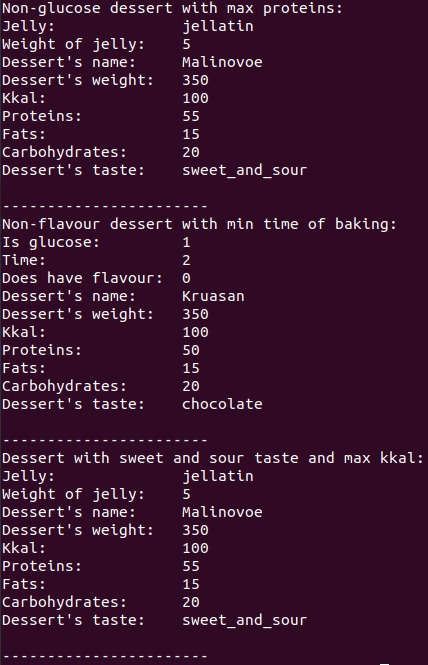 Non-glucose dessert with max proteins:
Jelly: jellatin
Weight of jelly: 5
Dessert's name: Malinovoe
Dessert's weight: 350
Kkal: 100
Proteins: 55
Fats: 15
Carbohydrates: 20
Dessert's taste: sweet_and_sour
-----------------------
Non-flavour dessert with min time of baking:
Is glucose: 1
Time: 2
Does have flavour: 0
Dessert's name: Kruasan
Dessert's weight: 350
Kkal: 100
Proteins: 50
Fats: 15
Carbohydrates: 20
Dessert's taste: chocolate
-----------------------
Dessert with sweet and sour taste and max kkal:
Jelly: jellatin
Weight of jelly: 5
Dessert's name: Malinovoe
Dessert's weight: 350
Kkal: 100
Proteins: 55
Fats: 15
Carbohydrates: 20
Dessert's taste: sweet_and_sour
-----------------------